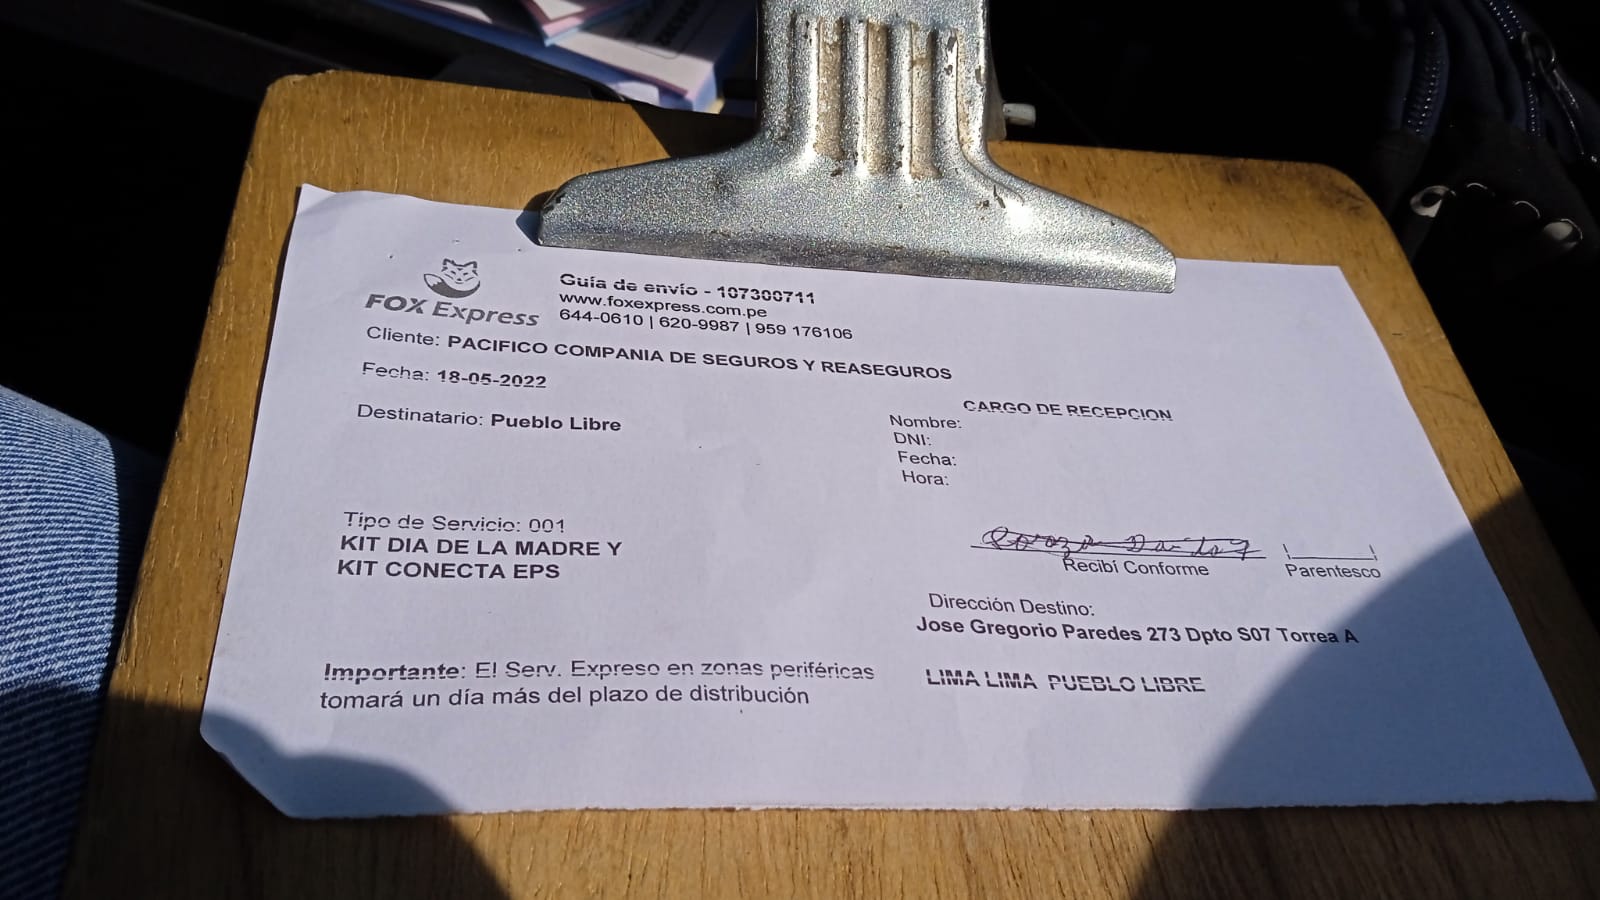 FOX Express
Guía de envío - 107300711
www.foxexpress.com.pe
644-0610 | 620-9987 | 959 176106
Cliente: PACIFICO COMPANIA DE SEGUROS Y REASEGUROS
Fecha: 18-05-2022
Destinatario: Pueblo Libre
CARGO DE RECEPCION
Nombre:
DNI:
Fecha:
Hora:
Tipo de Servicio: 001
KIT DIA DE LA MADRE Y
KIT CONECTA EPS
Recibí Conforme
Parentesco
Dirección Destino:
Jose Gregorio Paredes 273 Dpto S07 Torrea A
LIMA LIMA PUEBLO LIBRE
Importante: El Serv. Expreso en zonas periféricas
tomará un día más del plazo de distribución